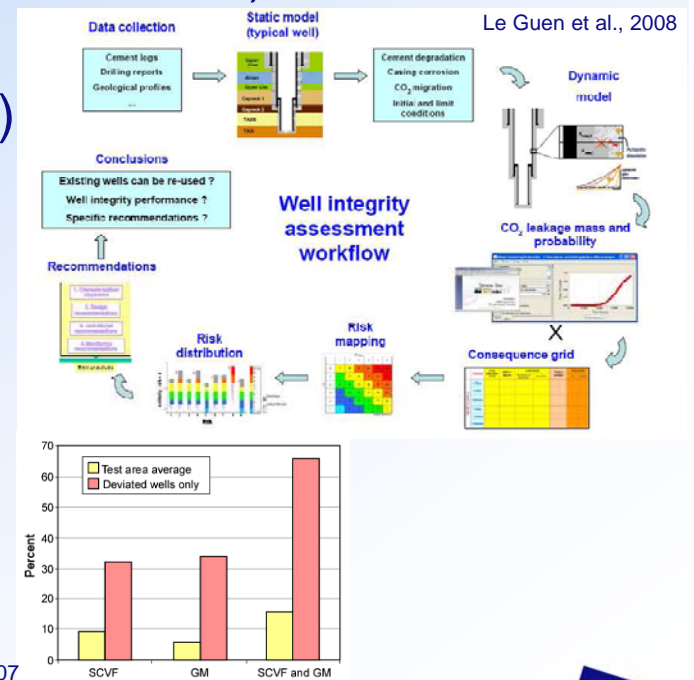 Le Guen et al., 2008
)
Data collection
Cement logs
Drilling reports
Geological profiles
...
Static model
(typical well)
Caprock 1
Caprock 2
Cement degradation
Casing corrosion
CO2 migration
Initial and limit
conditions
Dynamic
model
CO2 leakage mass and
probability
X
Consequence grid
Risk
mapping
Risk
distribution
Recommendations
Conclusions
Existing wells can be re-used ?
Well integrity performance ?
Specific recommendations ?
Well integrity
assessment
workflow
Percent
70
60
50
40
30
20
10
0
Test area average
Deviated wells only
SCVF
GM
SCVF and GM
07